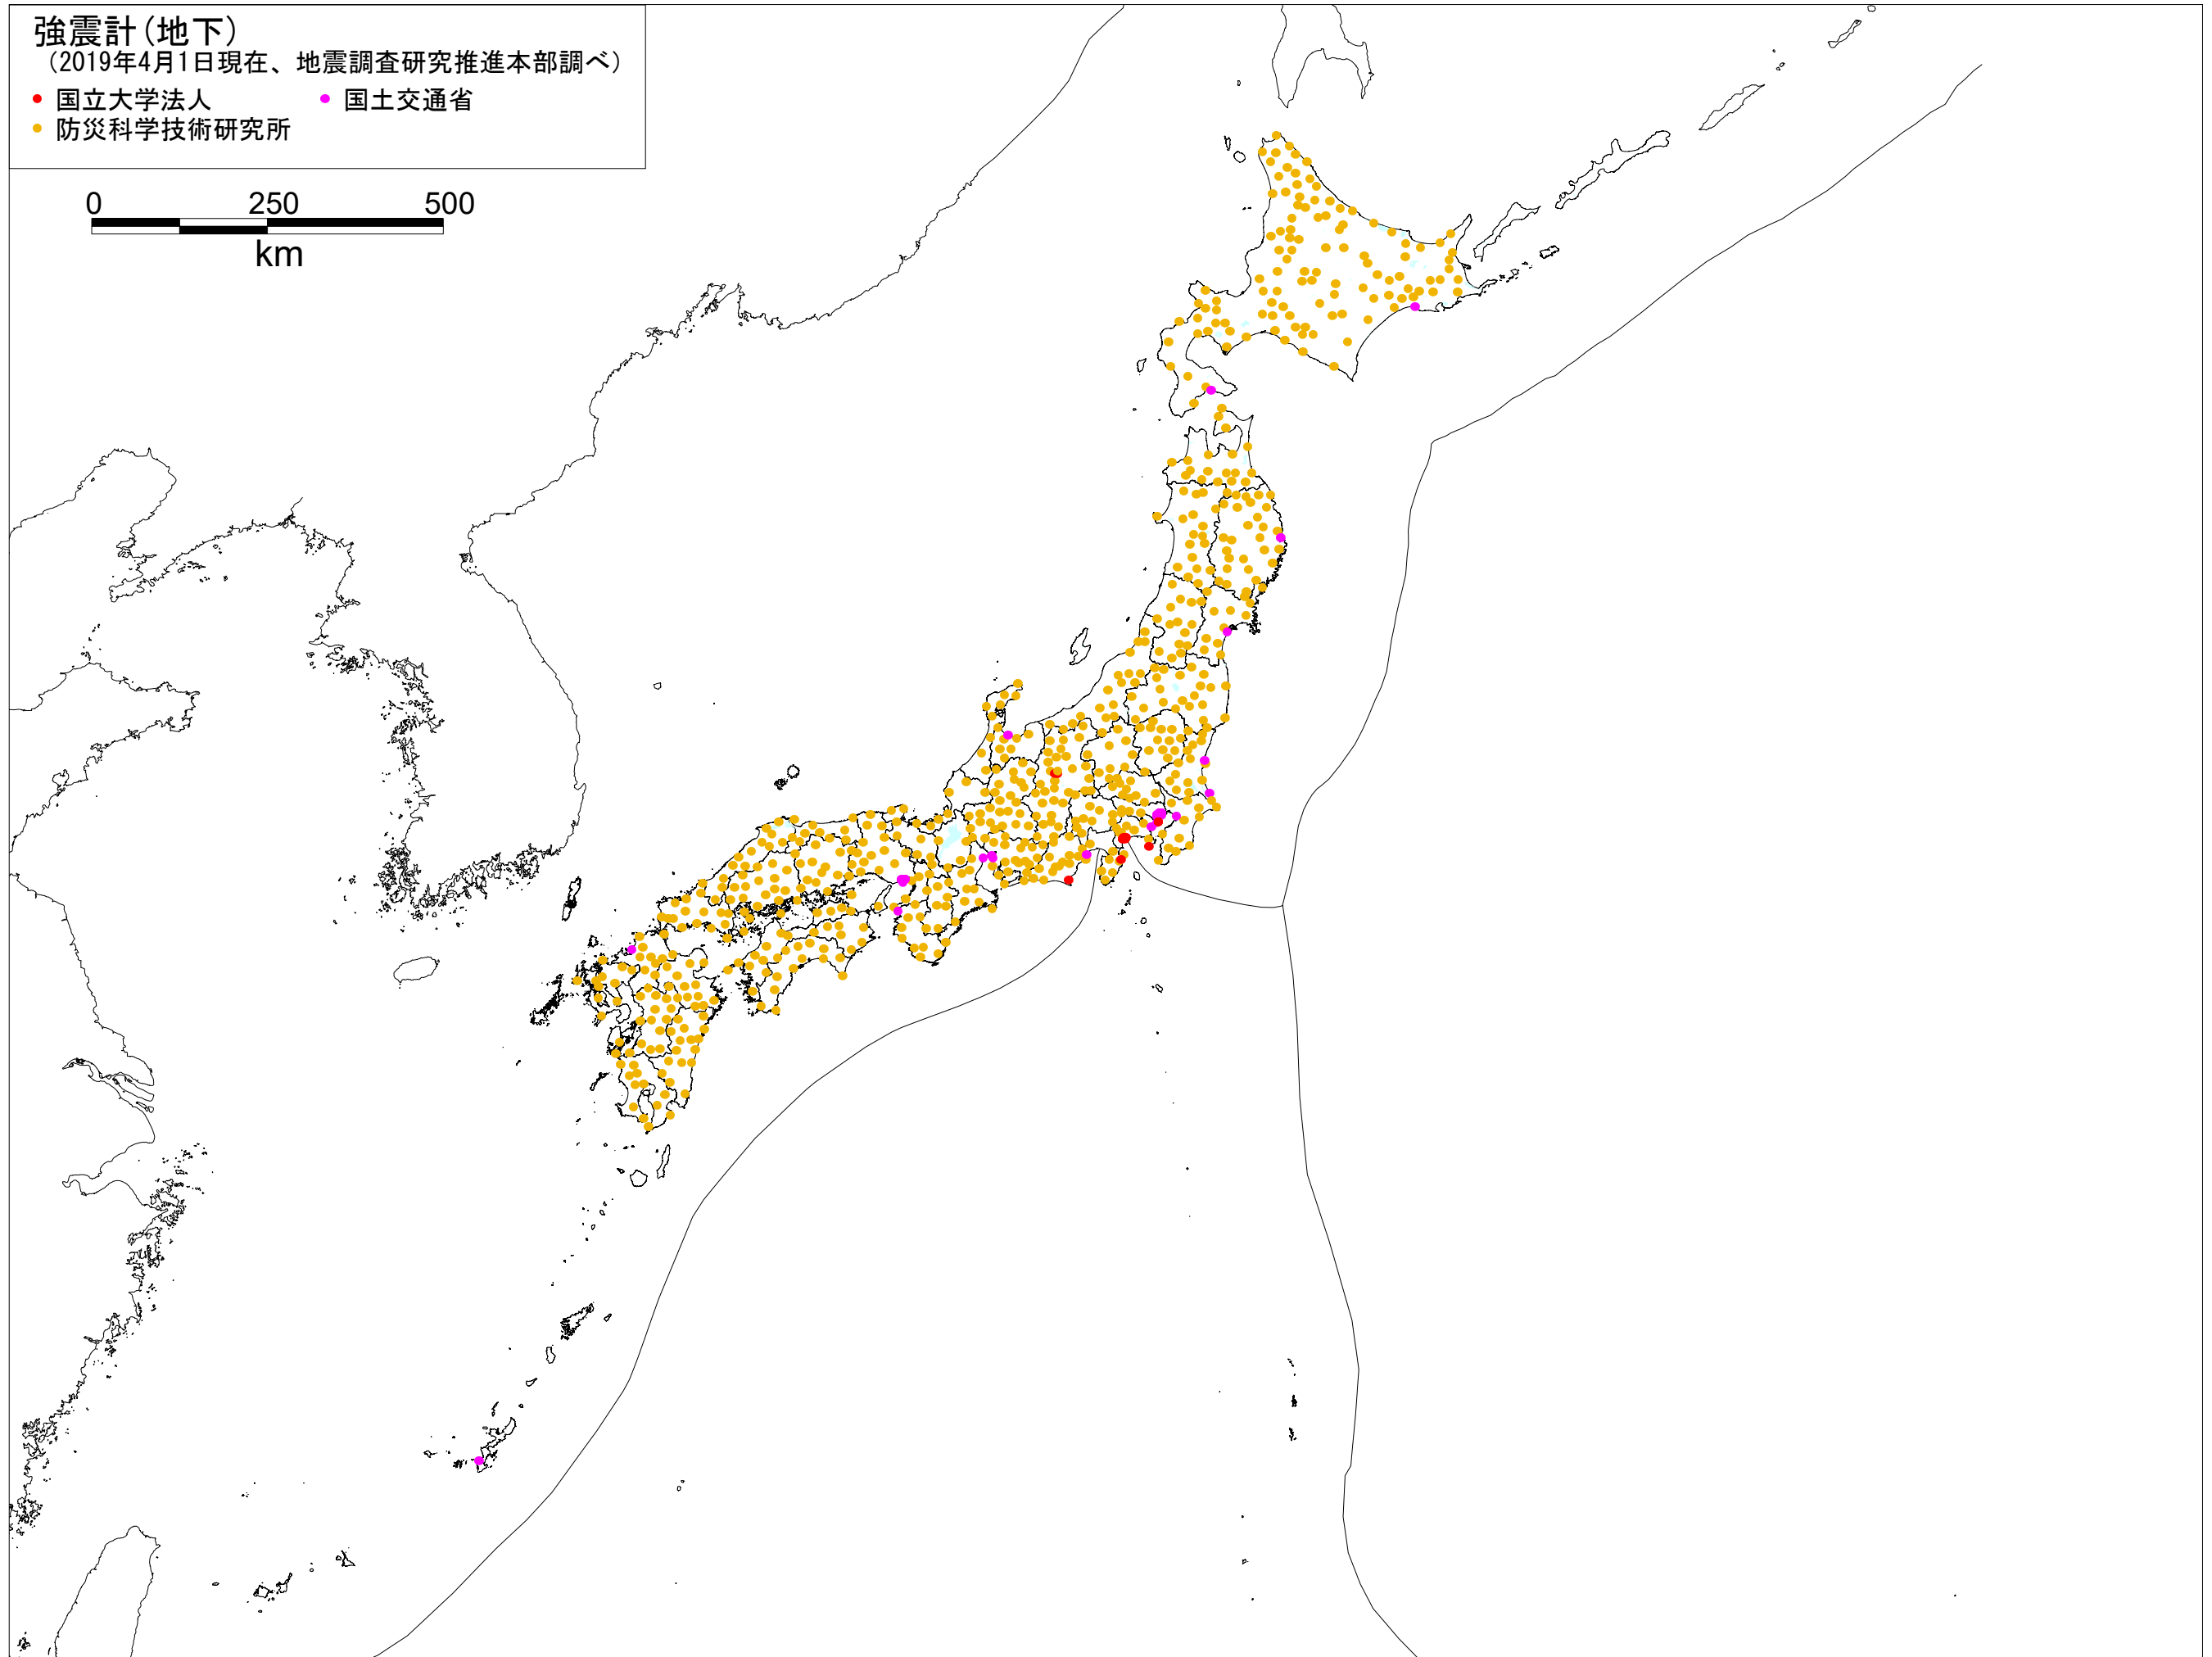 強震計(地下)
(2019年4月1日現在、地震調査研究推進本部調べ)
国立大学法人 国土交通省
防災科学技術研究所
0 250 500
km